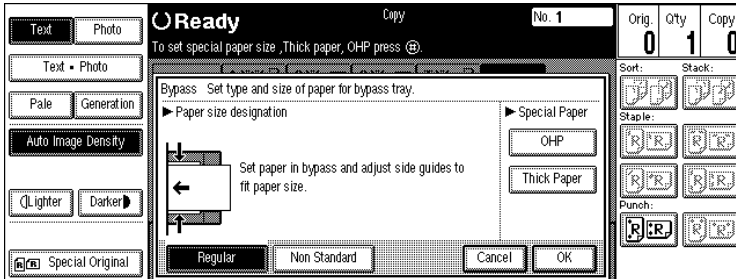 Text
Photo
Text • Photo
Pale
Generation
Auto Image Density
Lighter
Darker
Special Original
Ready
Copy
No. 1
To set special paper size ,Thick paper, OHP press (#).
Bypass Set type and size of paper for bypass tray.
► Paper size designation
Set paper in bypass and adjust side guides to
fit paper size.
► Special Paper
OHP
Thick Paper
Regular
Non Standard
Cancel
OK
Orig. Q'ty Copy
0 1 0
Sort: Stack:
Staple:
Punch: